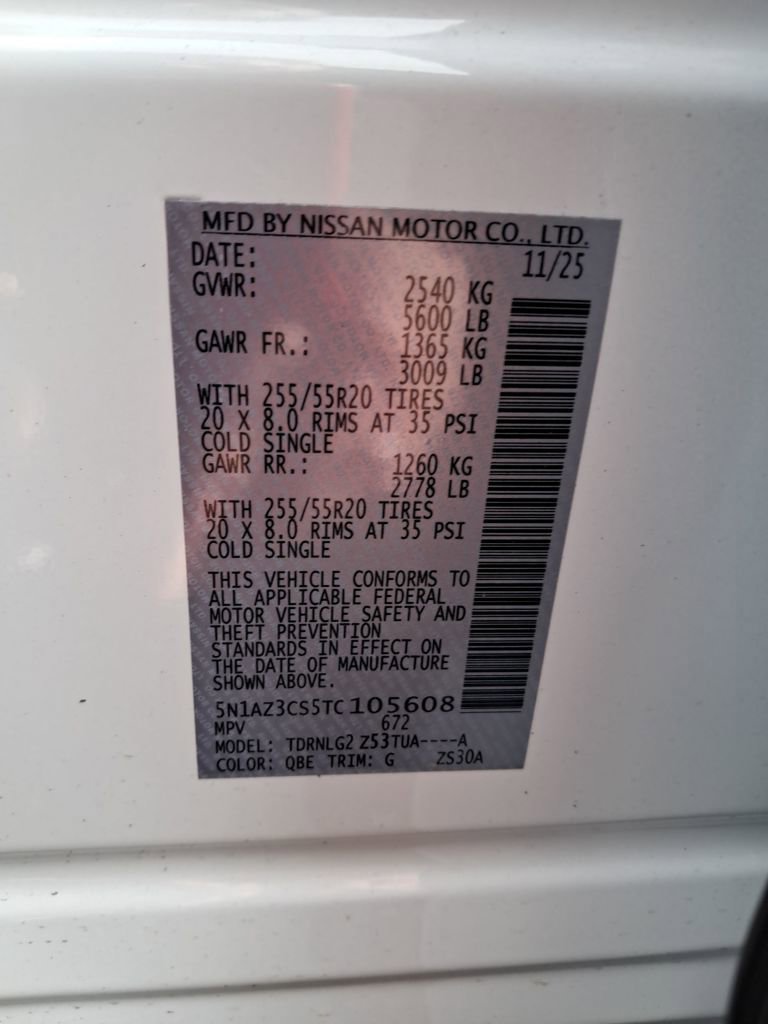 MFD BY NISSAN MOTOR CO., LTD.
DATE: 11/25
GVWR: 2540 KG
5600 LB
GAWR FR.: 1365 KG
3009 LB
WITH 255/55R20 TIRES
20 X 8.0 RIMS AT 35 PSI
COLD SINGLE
GAWR RR.: 1260 KG
2778 LB
WITH 255/55R20 TIRES
20 X 8.0 RIMS AT 35 PSI
COLD SINGLE
THIS VEHICLE CONFORMS TO
ALL APPLICABLE FEDERAL
MOTOR VEHICLE SAFETY AND
THEFT PREVENTION
STANDARDS IN EFFECT ON
THE DATE OF MANUFACTURE
SHOWN ABOVE.
5N1AZ3CS5TC105608
MPV 672
MODEL: TDRNLG2 Z53TUA----A
COLOR: QBE TRIM: G ZS30A